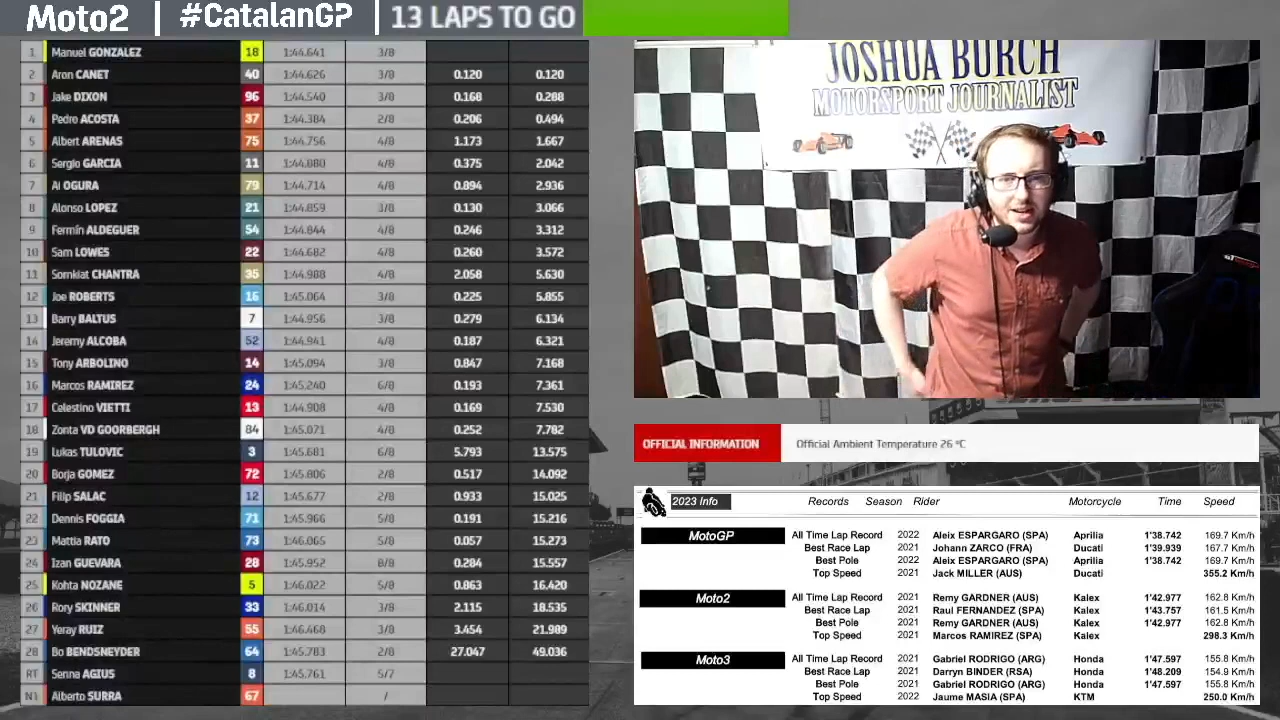 Moto2 | #CatalanGP | 13 LAPS TO GO
1 Manuel GONZALEZ 18 1:44.641 3/8
2 Aron CANET 40 1:44.626 3/8 0.120 0.120
3 Jake DIXON 96 1:44.540 3/8 0.168 0.288
4 Pedro ACOSTA 37 1:44.384 2/8 0.206 0.494
5 Albert ARENAS 75 1:44.756 4/8 1.173 1.667
6 Sergio GARCIA 11 1:44.880 4/8 0.375 2.042
7 Ai OGURA 79 1:44.714 4/8 0.894 2.936
8 Alonso LOPEZ 21 1:44.859 3/8 0.130 3.066
9 Fermín ALDEGUER 54 1:44.847 4/8 0.246 3.312
10 Sam LOWES 22 1:44.682 4/8 0.260 3.572
11 Somkiat CHANTRA 35 1:44.988 4/8 2.058 5.630
12 Joe ROBERTS 16 1:45.064 3/8 0.225 5.855
13 Barry BALTUS 7 1:44.956 3/8 0.279 6.134
14 Jeremy ALCOBA 52 1:44.941 4/8 0.187 6.321
15 Tony ARBOLINO 14 1:45.094 3/8 0.847 7.168
16 Marcos RAMIREZ 24 1:45.240 6/8 0.193 7.361
17 Celestino VIETTI 13 1:44.908 4/8 0.169 7.530
18 Zonta VD GOORBERGH 84 1:45.071 4/8 0.252 7.782
19 Lukas TULOVIC 3 1:45.681 6/8 5.793 13.575
20 Borja GOMEZ 72 1:45.806 2/8 0.517 14.092
21 Filip SALAC 12 1:45.677 2/8 0.933 15.025
22 Dennis FOGGIA 71 1:45.966 5/8 0.191 15.216
23 Mattia RATO 73 1:46.065 5/8 0.057 15.273
24 Izan GUEVARA 28 2/8 0.284 15.557
25 Kohta NOZANE 5 1:46.022 5/8 0.863 16.420
26 Rory SKINNER 33 4/8 2.115 18.535
27 Yeray RUIZ 55 3/8 3.454 21.989
28 Bo BENDSNEYDER 64 2/8 27.047 49.036
RT Senna AGIUS 8 1:45.761 5/7
N1 Alberto SURRA 67
JOSHUA BURCH
MOTORSPORT JOURNALIST
OFFICIAL INFORMATION Official Ambient Temperature 26 °C
2023 Info Records Season Rider Motorcycle Time Speed
MotoGP All Time Lap Record 2022 Aleix ESPARGARO (SPA) Aprilia 1'38.742 169.7 Km/h
Best Race Lap 2021 Johann ZARCO (FRA) Ducati 1'39.939 167.7 Km/h
Best Pole 2022 Aleix ESPARGARO (SPA) Aprilia 1'38.742 169.7 Km/h
Top Speed 2021 Jack MILLER (AUS) Ducati 355.2 Km/h
Moto2 All Time Lap Record 2021 Remy GARDNER (AUS) Kalex 1'42.977 162.8 Km/h
Best Race Lap 2021 Raul FERNANDEZ (SPA) Kalex 1'43.757 161.5 Km/h
Best Pole 2021 Remy GARDNER (AUS) Kalex 1'42.977 162.8 Km/h
Top Speed 2021 Marcos RAMIREZ (SPA) Kalex 298.3 Km/h
Moto3 All Time Lap Record 2021 Gabriel RODRIGO (ARG) Honda 1'47.597 155.8 Km/h
Best Race Lap 2021 Darryn BINDER (RSA) Honda 1'48.209 154.9 Km/h
Best Pole 2021 Gabriel RODRIGO (ARG) Honda 1'47.597 155.8 Km/h
Top Speed 2022 Jaume MASIA (SPA) KTM 250.0 Km/h